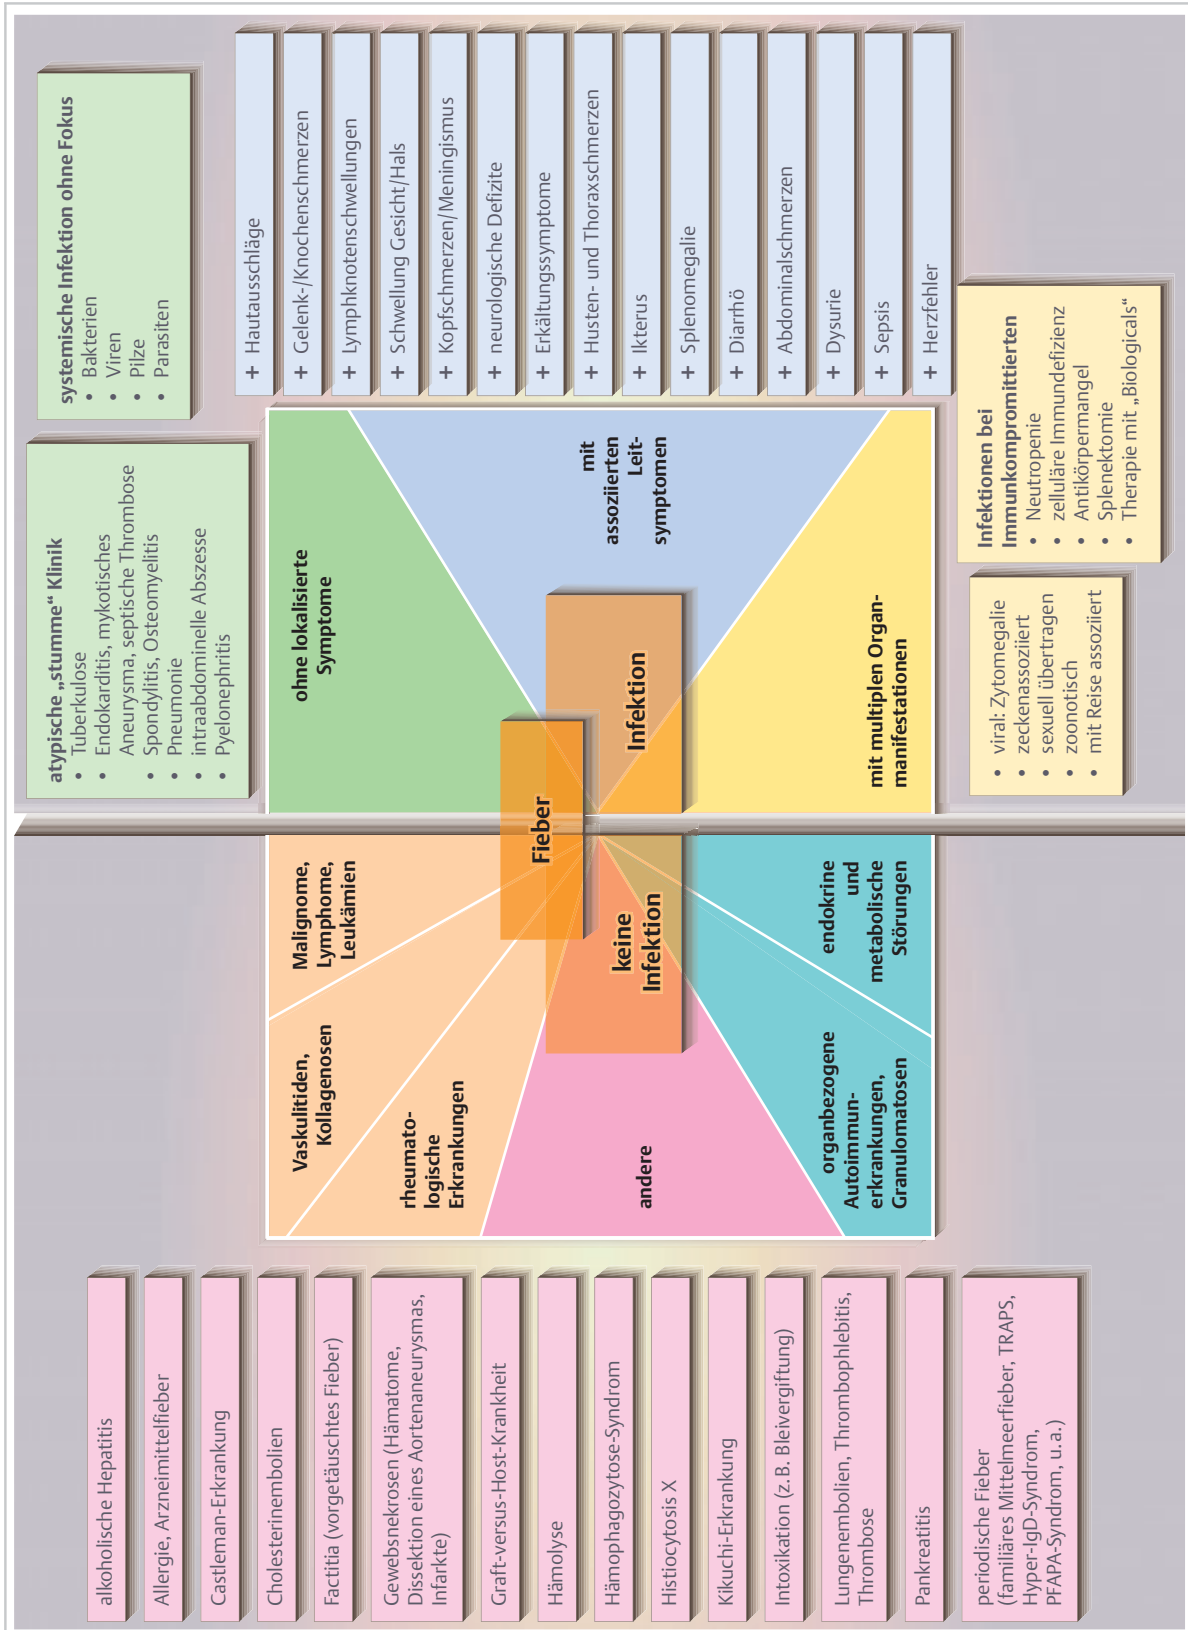 alkoholische Hepatitis
Allergie, Arzneimittelfieber
Castleman-Erkrankung
Cholesterinembolien
Factitia (vorgetäuschtes Fieber)
Gewebsnekrosen (Hämatome,
Dissektion eines Aortenaneurysmas,
Infarkte)
Graft-versus-Host-Krankheit
Hämolyse
Hämophagozytose-Syndrom
Histiocytosis X
Kikuchi-Erkrankung
Intoxikation (z. B. Bleivergiftung)
Lungenembolien, Thrombophlebitis,
Thrombose
Pankreatitis
periodische Fieber
(familiäres Mittelmeerfieber, TRAPS,
Hyper-IgD-Syndrom,
PFAPA-Syndrom, u. a.)
Vaskulitiden,
Kollagenosen
Malignome,
Lymphome,
Leukämien
rheumato-
logische
Erkrankungen
andere
organbezogene
Autoimmun-
erkrankungen,
Granulomatosen
endokrine
und
metabolische
Störungen
Fieber
keine
Infektion
Infektion
ohne lokalisierte
Symptome
mit
assoziierten
Leit-
symptomen
mit multiplen Organ-
manifestationen
atypische „stumme“ Klinik
• Tuberkulose
• Endokarditis, mykotisches
Aneurysma, septische Thrombose
• Spondylitis, Osteomyelitis
• Pneumonie
• intraabdominelle Abszesse
• Pyelonephritis
systemische Infektion ohne Fokus
• Bakterien
• Viren
• Pilze
• Parasiten
+ Hautausschläge
+ Gelenk-/Knochenschmerzen
+ Lymphknotenschwellungen
+ Schwellung Gesicht/Hals
+ Kopfschmerzen/Meningismus
+ neurologische Defizite
+ Erkältungssymptome
+ Husten- und Thoraxschmerzen
+ Ikterus
+ Splenomegalie
+ Diarrhö
+ Abdominalschmerzen
+ Dysurie
+ Sepsis
+ Herzfehler
• viral: Zytomegalie
• zeckenassoziiert
• sexuell übertragen
• zoonotisch
• mit Reise assoziiert
Infektionen bei
Immunkompromittierten
• Neutropenie
• zelluläre Immundefizienz
• Antikörpermangel
• Splenektomie
• Therapie mit „Biologicals“